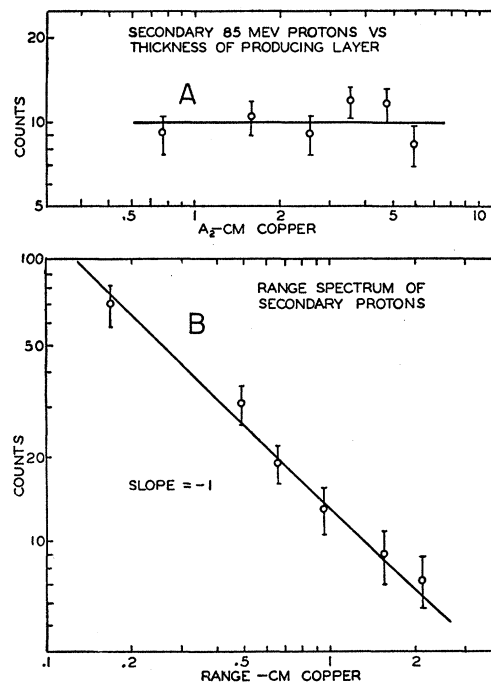 25
SECONDARY 85 MEV PROTONS VS
THICKNESS OF PRODUCING LAYER
A
10
COUNTS
5
.5
1
2
5
10
A₂-CM COPPER
100
RANGE SPECTRUM OF
SECONDARY PROTONS
B
50
COUNTS
20
SLOPE = -1
10
.1
.2
.5
1
2
5
RANGE -CM COPPER